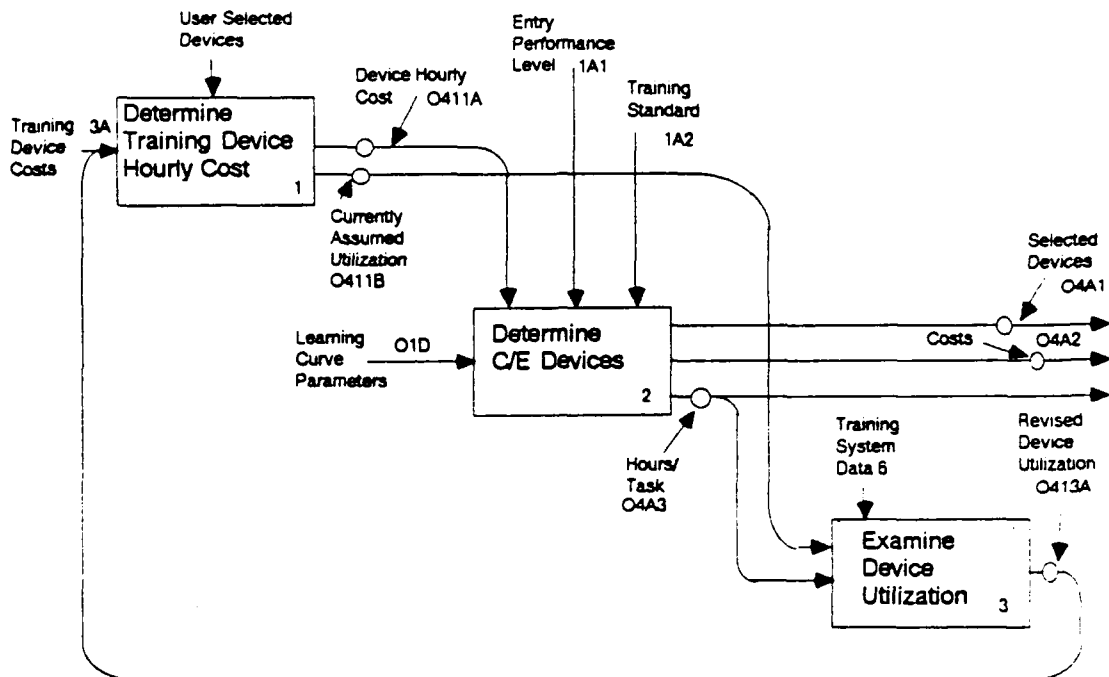 User Selected
Devices
Entry
Performance
Level 1A1
Device Hourly
Cost O411A
Training
Standard
1A2
Training 3A
Device
Costs
Determine
Training Device
Hourly Cost
1
Currently
Assumed
Utilization
O411B
Selected
Devices
O4A1
Learning
Curve
Parameters
O1D
Determine
C/E Devices
2
Costs O4A2
Hours/
Task
O4A3
Training
System
Data 6
Revised
Device
Utilization
O413A
Examine
Device
Utilization
3